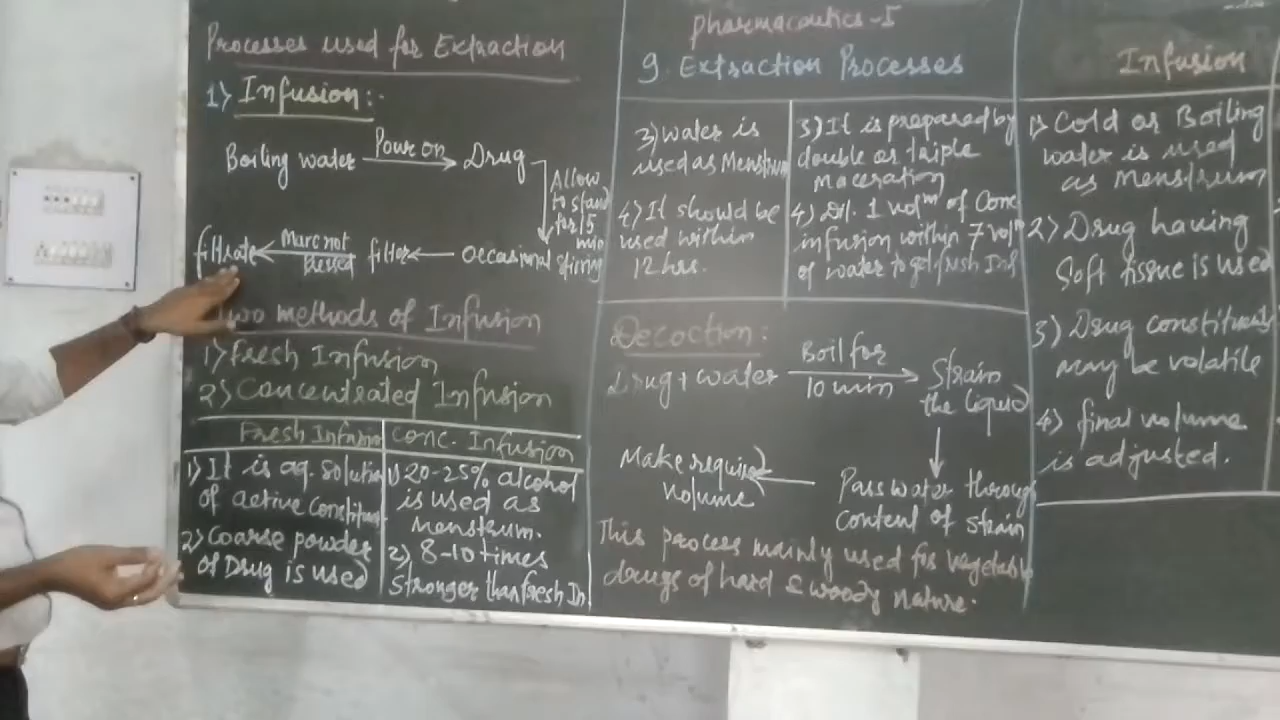 Processes used for Extraction
1) Infusion:-
Boiling water Pour on Drug
Allow
to stand
for 15
min
filtrate Marc not
Pressed filter Occasional stirring
Two methods of Infusion
1) Fresh Infusion
2) Concentrated Infusion
Fresh Infusion
1) It is aq. solution
of active Constituent
2) Coarse powder
of Drug is used
Conc. Infusion
1) 20-25% alcohol
is used as
menstrum.
2) 8-10 times
Stronger than fresh In
Pharmaceutics-I
9. Extraction Processes
3) water is
used as Menstrum
4) It should be
used within
12 hrs.
3) It is prepared by
double or triple
maceration
4) Dil. 1 volm of Conc
infusion within 7 volm
of water to get fresh Inf
Decoction:
Drug + water Boil for
10 min Strain
the liquid
Pass water through
content of strain
Make required
volume
This process mainly used for vegetable
drugs of hard & woody nature.
Infusion
1) Cold or Boiling
water is used
as menstrum
2) Drug having
Soft tissue is used
3) Drug constituents
may be volatile
4) final volume
is adjusted.